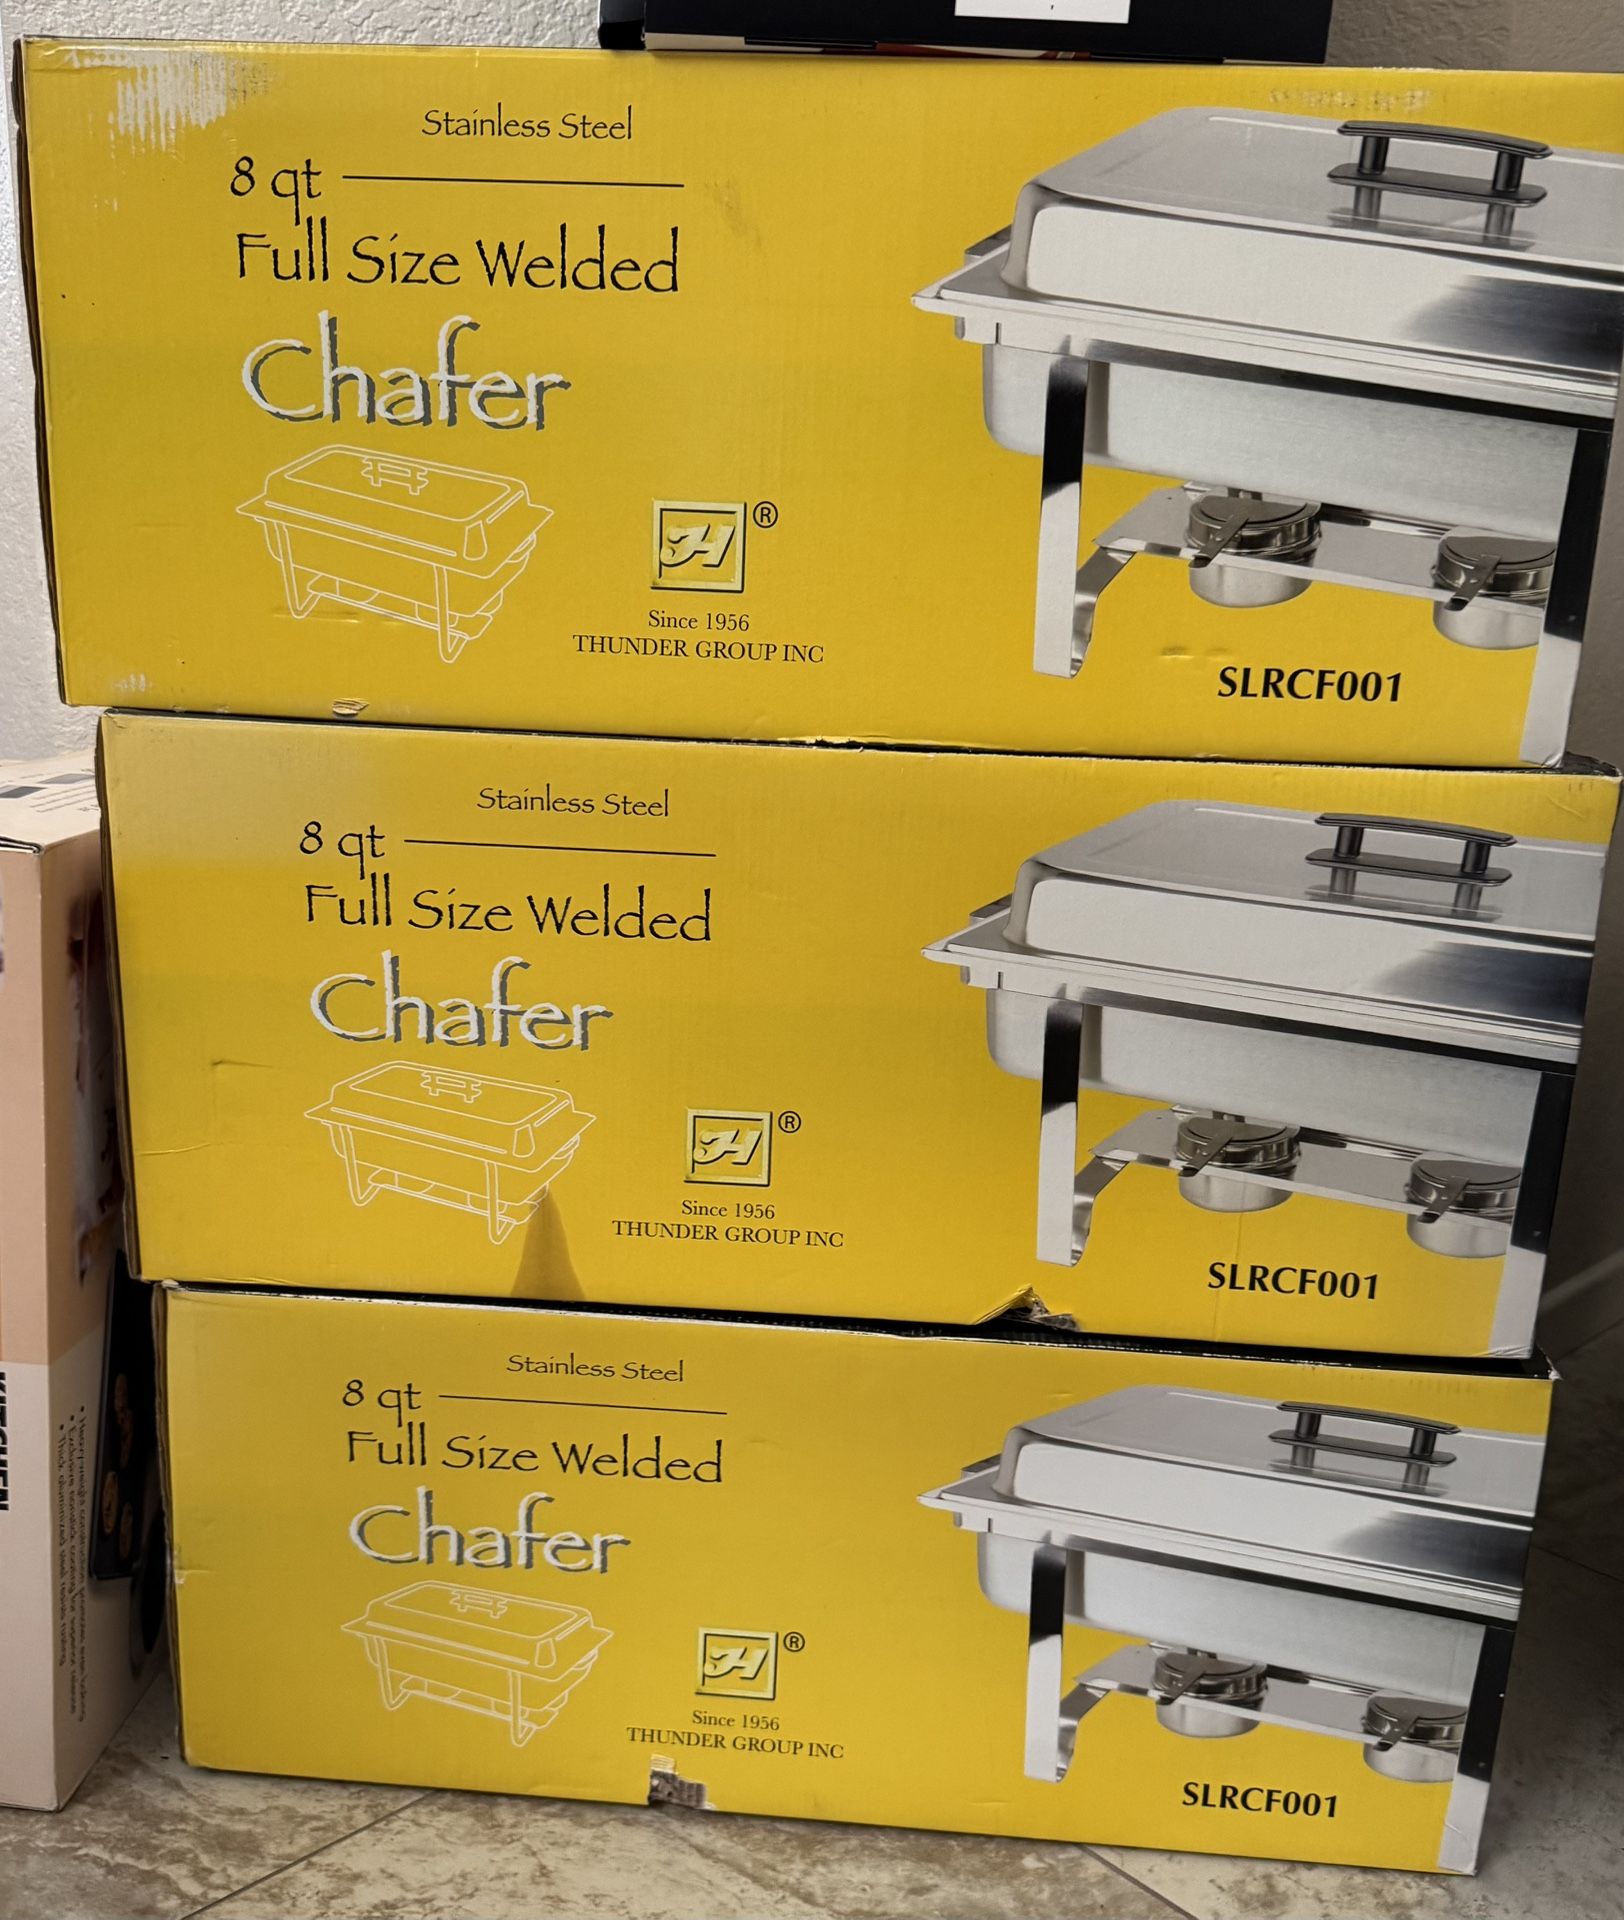 Stainless Steel
8 qt
Full Size Welded
Chafer
H ®
Since 1956
THUNDER GROUP INC
SLRCF001
Stainless Steel
8 qt
Full Size Welded
Chafer
H ®
Since 1956
THUNDER GROUP INC
SLRCF001
Stainless Steel
8 qt
Full Size Welded
Chafer
H ®
Since 1956
THUNDER GROUP INC
SLRCF001
KITCHEN